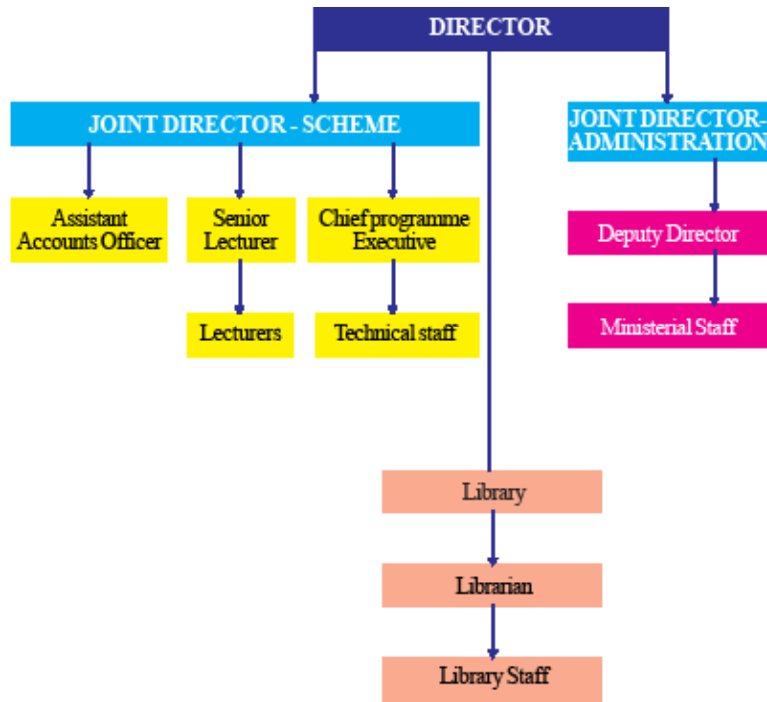 DIRECTOR
JOINT DIRECTOR - SCHEME
JOINT DIRECTOR-
ADMINISTRATION
Assistant
Accounts Officer
Senior
Lecturer
Chief programme
Executive
Deputy Director
Lecturers
Technical staff
Ministerial Staff
Library
Librarian
Library Staff